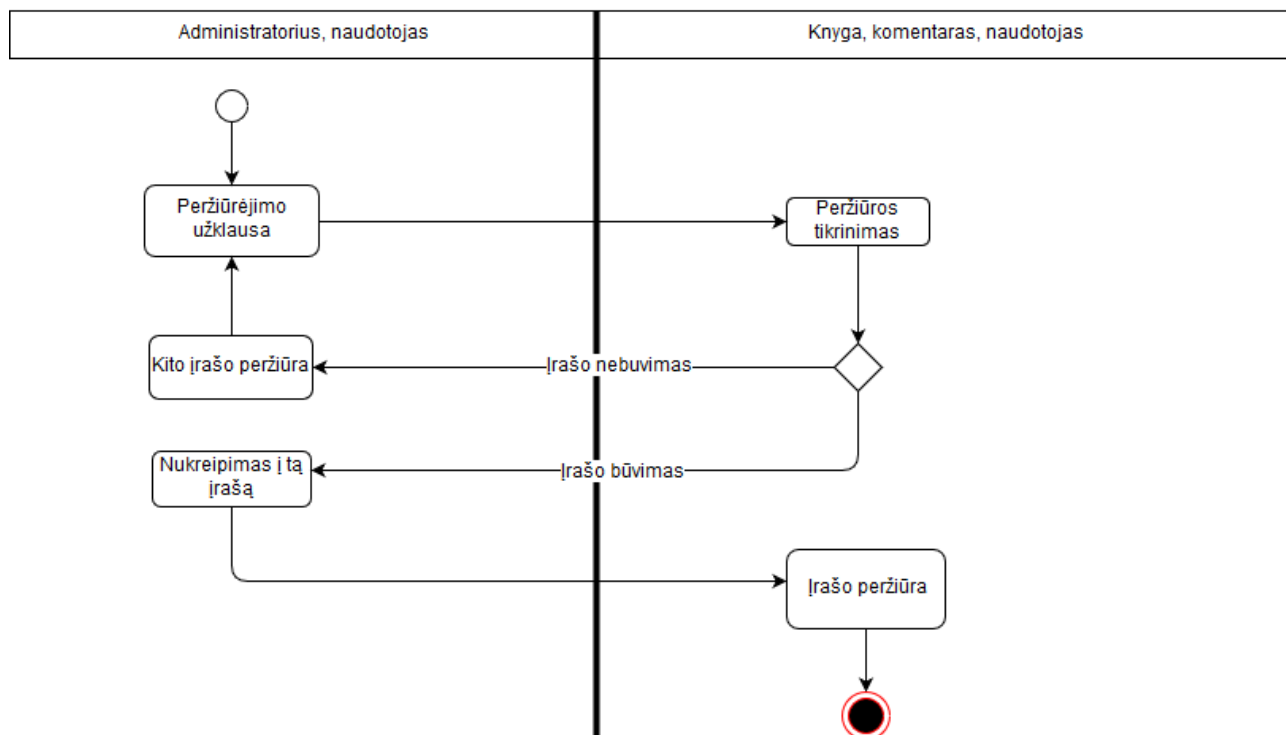 Administratorius, naudotojas
Knyga, komentaras, naudotojas
Peržiūrėjimo
užklausa
Peržiūros
tikrinimas
Kito įrašo peržiūra
Įrašo nebuvimas
Nukreipimas į tą
įrašą
Įrašo būvimas
Įrašo peržiūra